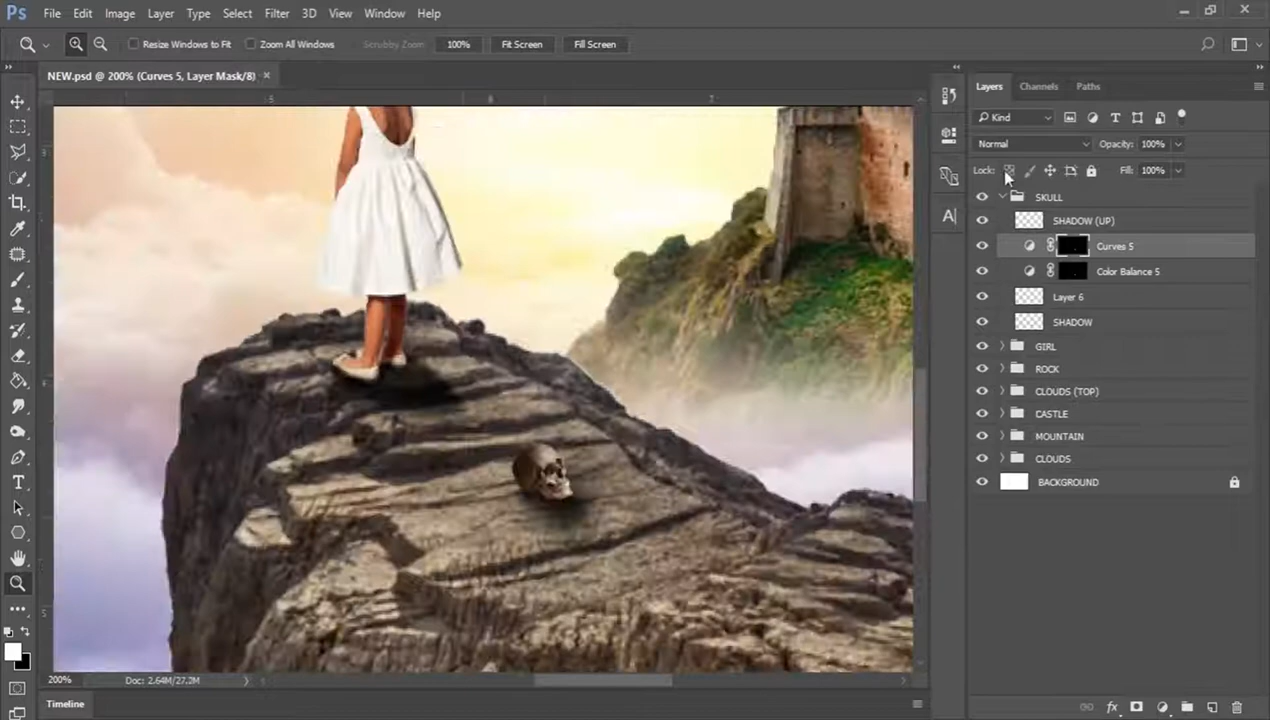 Ps File Edit Image Layer Type Select Filter 3D View Window Help
Resize Windows to Fit Zoom All Windows Scrubby Zoom 100% Fit Screen Fill Screen
NEW.psd @ 200% (Curves 5, Layer Mask/8) ×
Layers Channels Paths
Kind
Normal Opacity: 100%
Lock: Fill: 100%
SKULL
SHADOW (UP)
Curves 5
Color Balance 5
Layer 6
SHADOW
GIRL
ROCK
CLOUDS (TOP)
CASTLE
MOUNTAIN
CLOUDS
BACKGROUND
200% Doc: 2.64M/27.2M
Timeline